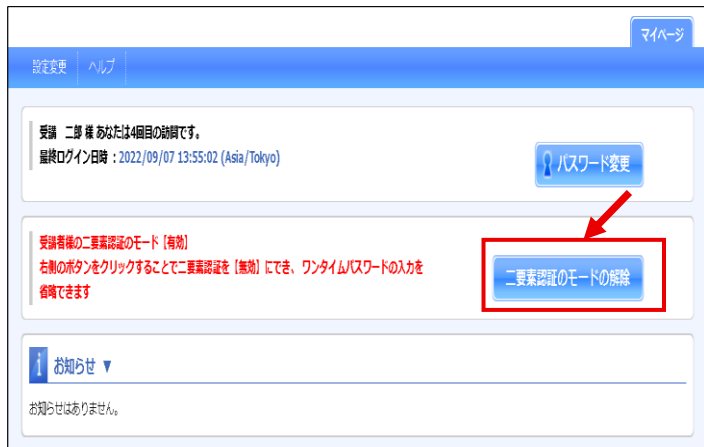 マイページ
設定変更 ヘルプ
受講 二郎 様 あなたは4回目の訪問です。
最終ログイン日時 : 2022/09/07 13:55:02 (Asia/Tokyo)
パスワード変更
受講者様の二要素認証のモード【有効】
右側のボタンをクリックすることで二要素認証を【無効】にでき、ワンタイムパスワードの入力を
省略できます
二要素認証のモードの解除
i お知らせ ▼
お知らせはありません。